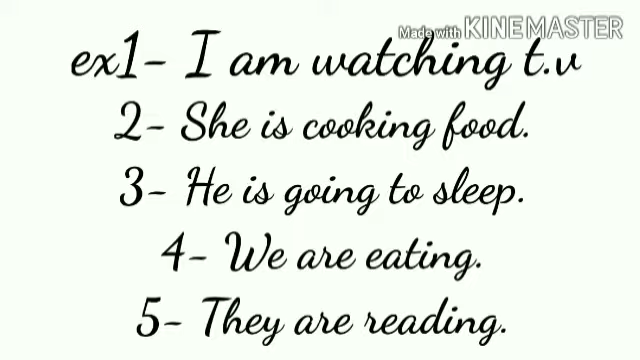 Made with KINEMASTER
ex1- I am watching t.v
2- She is cooking food.
3- He is going to sleep.
4- We are eating.
5- They are reading.